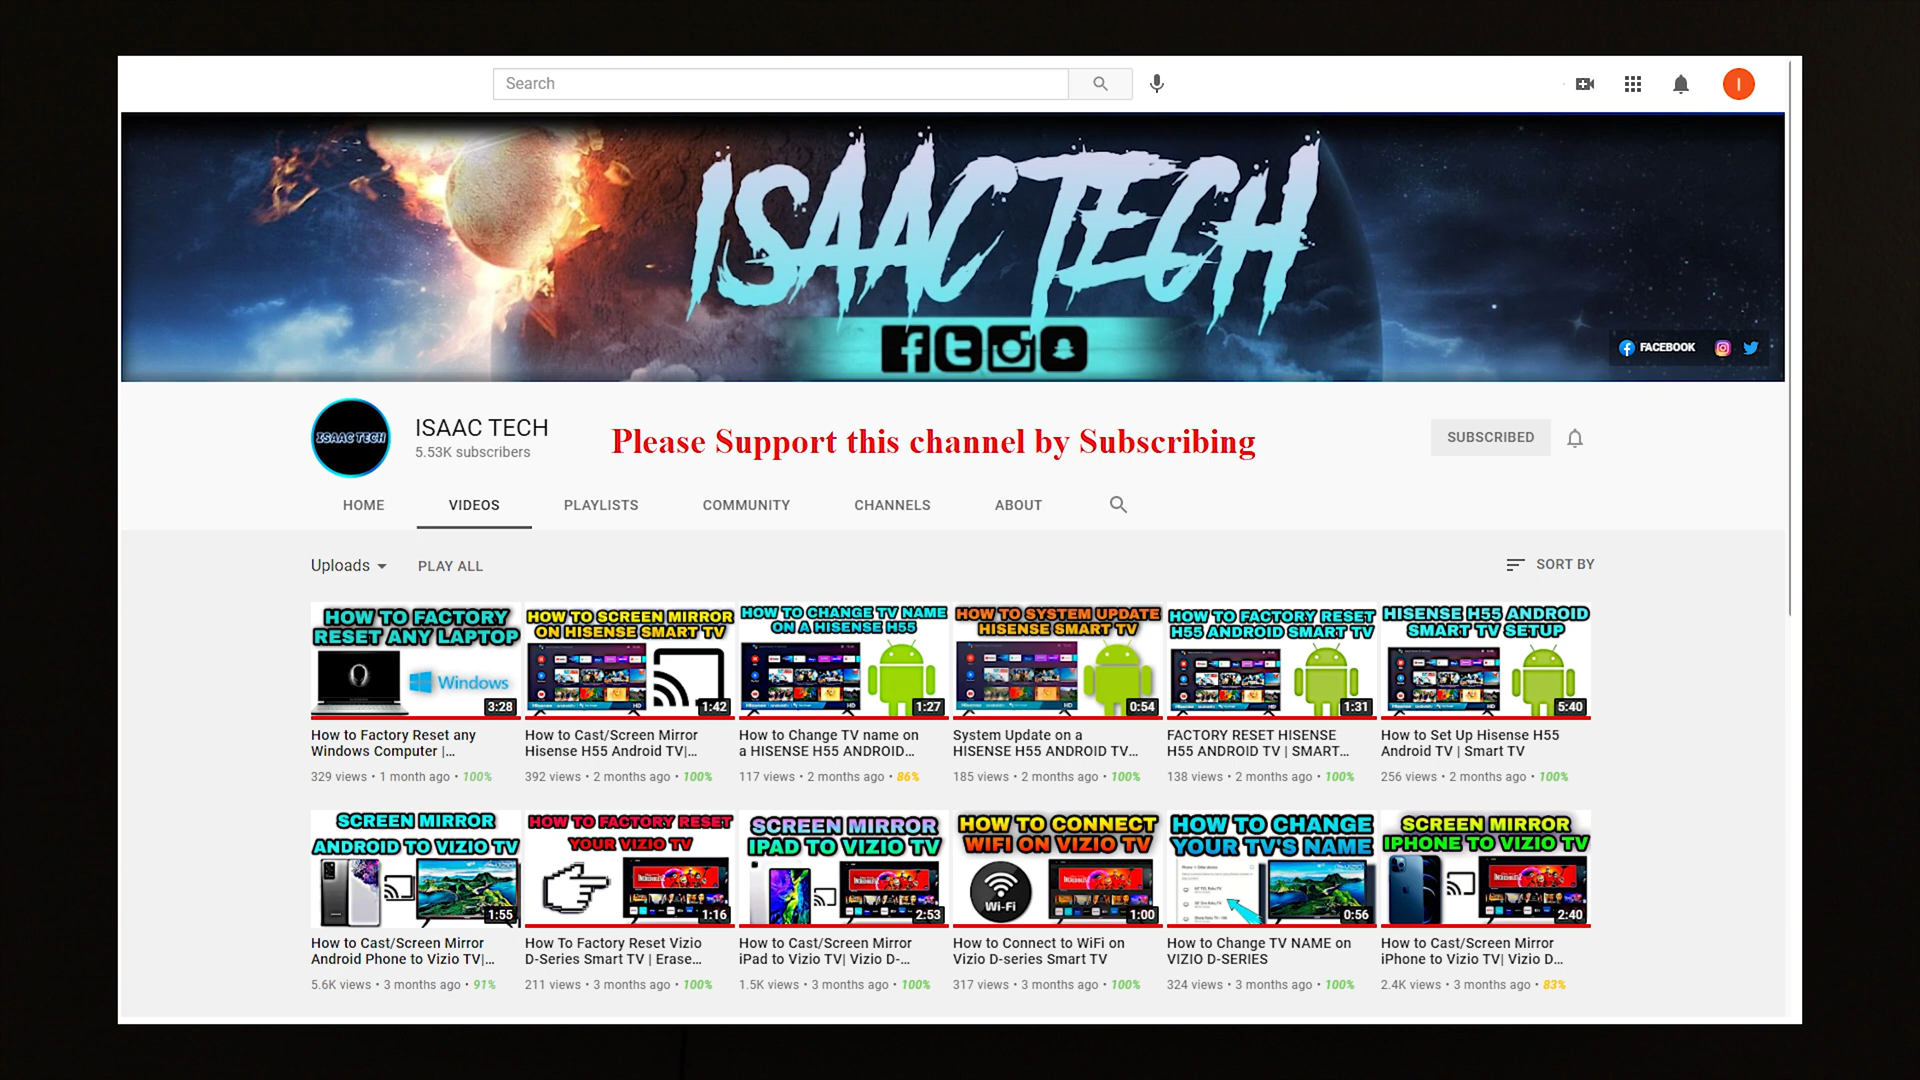 Search
I
ISAAC TECH
FACEBOOK
ISAAC TECH
ISAAC TECH
5.53K subscribers
Please Support this channel by Subscribing
SUBSCRIBED
HOME
VIDEOS
PLAYLISTS
COMMUNITY
CHANNELS
ABOUT
Uploads
PLAY ALL
SORT BY
HOW TO FACTORY
RESET ANY LAPTOP
Windows
3:28
HOW TO SCREEN MIRROR
ON HISENSE SMART TV
1:42
HOW TO CHANGE TV NAME
ON A HISENSE H55
1:27
HOW TO SYSTEM UPDATE
HISENSE SMART TV
0:54
HOW TO FACTORY RESET
H55 ANDROID SMART TV
1:31
HISENSE H55 ANDROID
SMART TV SETUP
5:40
How to Factory Reset any
Windows Computer |...
329 views • 1 month ago • 100%
How to Cast/Screen Mirror
Hisense H55 Android TV|...
392 views • 2 months ago • 100%
How to Change TV name on
a HISENSE H55 ANDROID...
117 views • 2 months ago • 86%
System Update on a
HISENSE H55 ANDROID TV...
185 views • 2 months ago • 100%
FACTORY RESET HISENSE
H55 ANDROID TV | SMART...
138 views • 2 months ago • 100%
How to Set Up Hisense H55
Android TV | Smart TV
256 views • 2 months ago • 100%
SCREEN MIRROR
ANDROID TO VIZIO TV
1:55
HOW TO FACTORY RESET
YOUR VIZIO TV
1:16
SCREEN MIRROR
IPAD TO VIZIO TV
2:53
HOW TO CONNECT
WIFI ON VIZIO TV
Wi-Fi
1:00
HOW TO CHANGE
YOUR TV'S NAME
0:56
SCREEN MIRROR
IPHONE TO VIZIO TV
2:40
How to Cast/Screen Mirror
Android Phone to Vizio TV|...
5.6K views • 3 months ago • 91%
How To Factory Reset Vizio
D-Series Smart TV | Erase...
211 views • 3 months ago • 100%
How to Cast/Screen Mirror
iPad to Vizio TV| Vizio D-...
1.5K views • 3 months ago • 100%
How to Connect to WiFi on
Vizio D-series Smart TV
317 views • 3 months ago • 100%
How to Change TV NAME on
VIZIO D-SERIES
324 views • 3 months ago • 100%
How to Cast/Screen Mirror
iPhone to Vizio TV| Vizio D...
2.4K views • 3 months ago • 83%